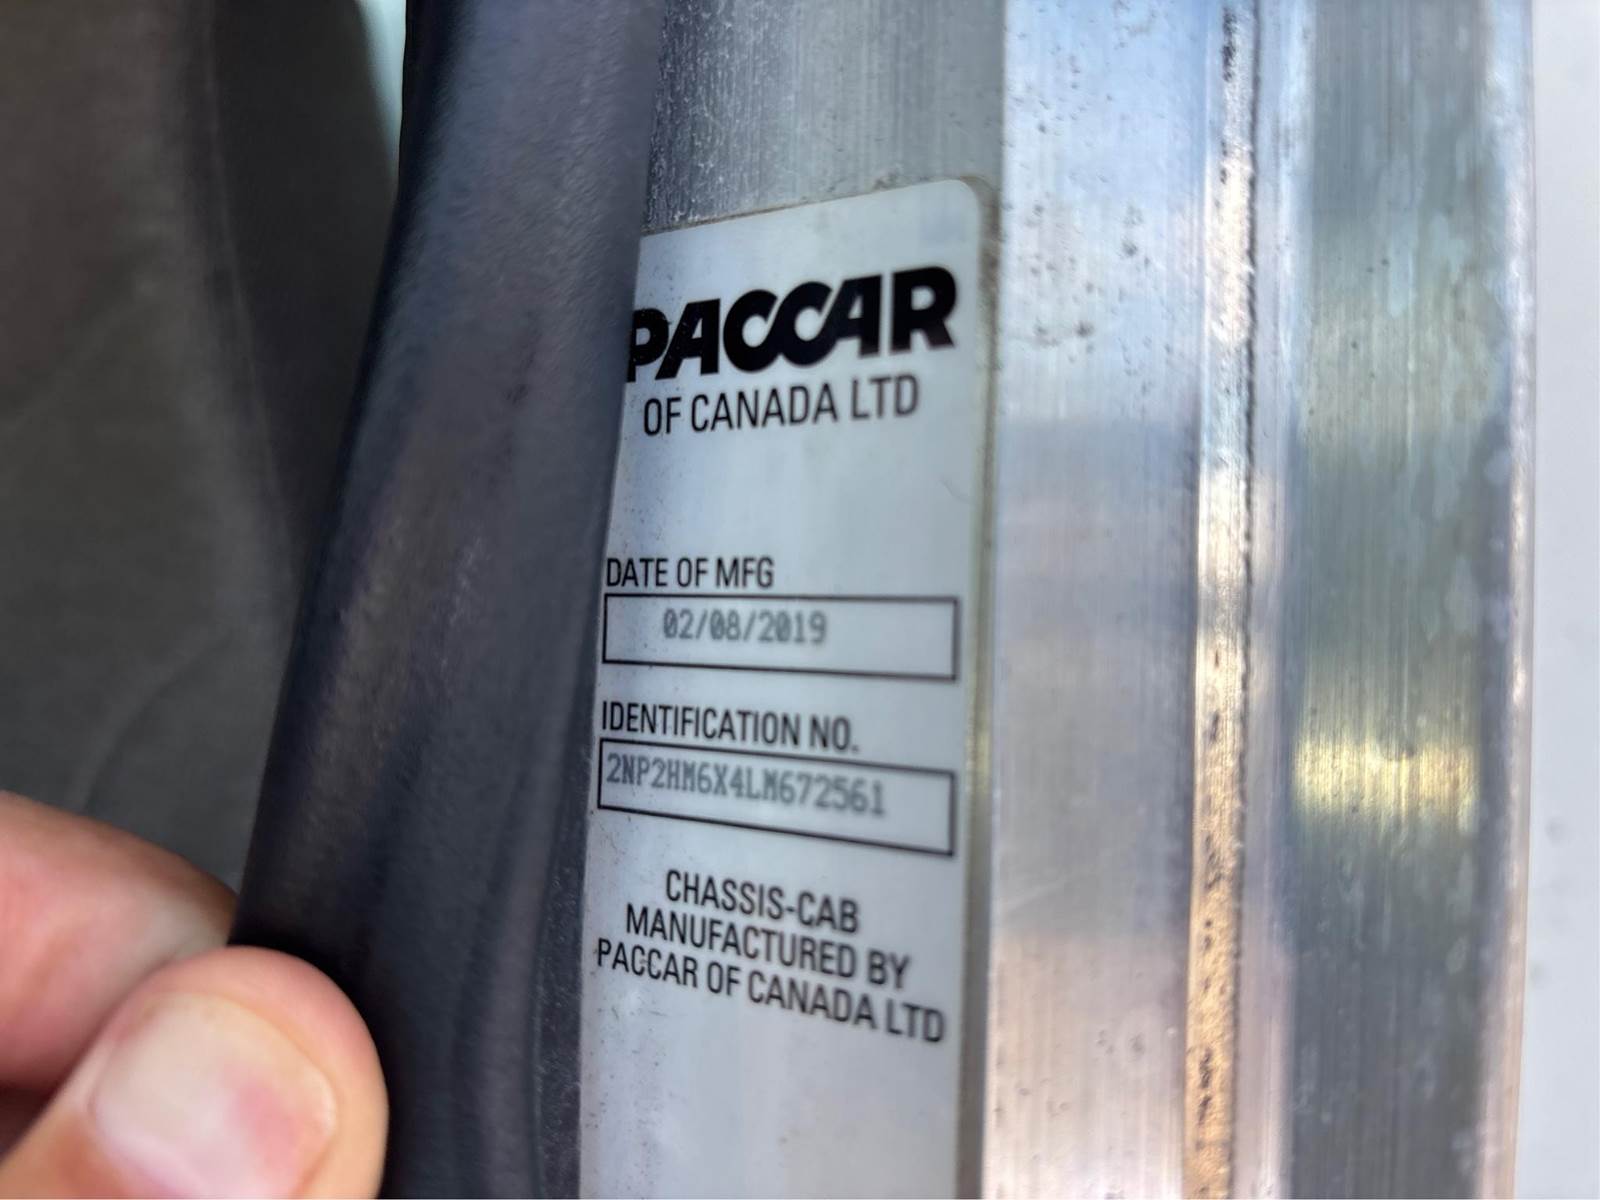 PACCAR
OF CANADA LTD
DATE OF MFG
02/08/2019
IDENTIFICATION NO.
2NP2HM6X4LM672561
CHASSIS-CAB
MANUFACTURED BY
PACCAR OF CANADA LTD